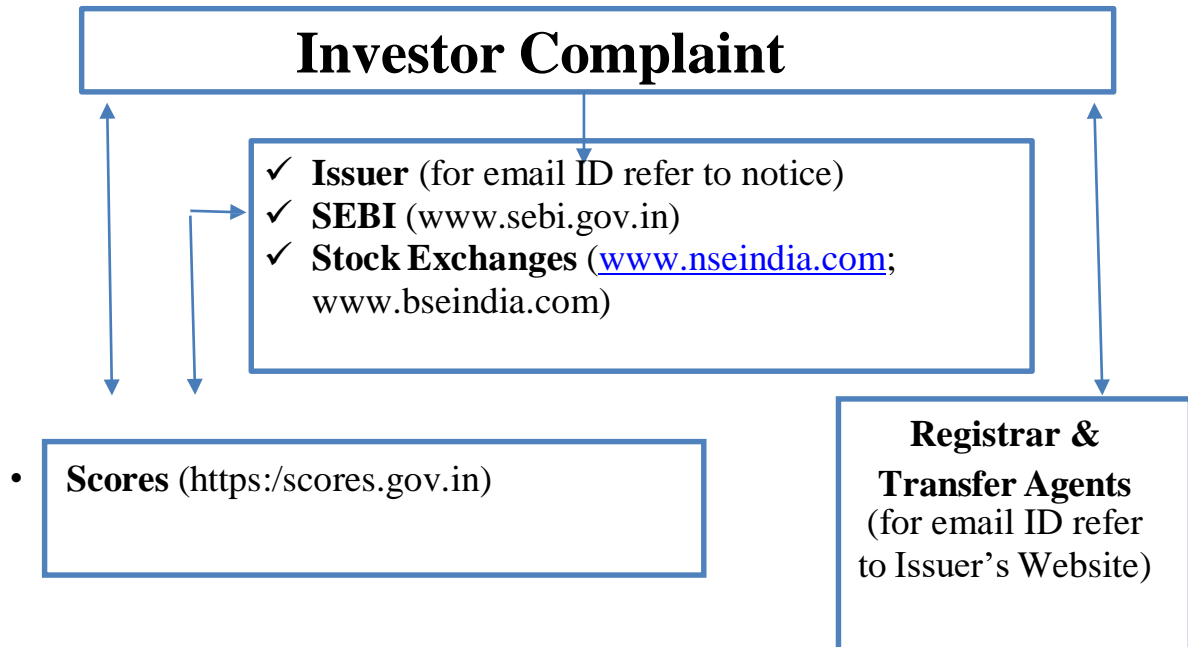 Investor Complaint
✓ Issuer (for email ID refer to notice)
✓ SEBI (www.sebi.gov.in)
✓ Stock Exchanges (www.nseindia.com;
www.bseindia.com)
• Scores (https:/scores.gov.in)
Registrar &
Transfer Agents
(for email ID refer
to Issuer’s Website)